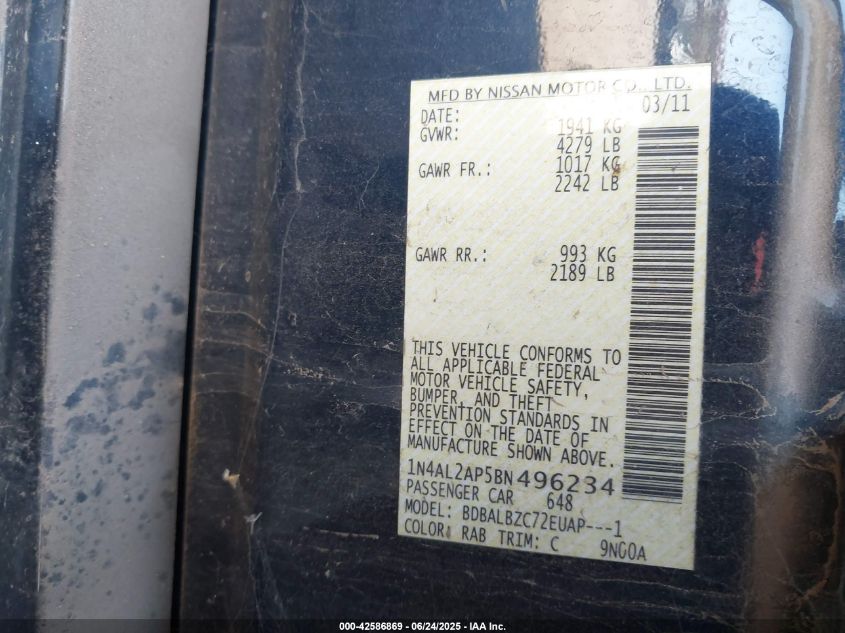 MFD BY NISSAN MOTOR CO., LTD.
DATE: 03/11
GVWR: 1941 KG
4279 LB
GAWR FR.: 1017 KG
2242 LB
GAWR RR.: 993 KG
2189 LB
THIS VEHICLE CONFORMS TO
ALL APPLICABLE FEDERAL
MOTOR VEHICLE SAFETY,
BUMPER, AND THEFT
PREVENTION STANDARDS IN
EFFECT ON THE DATE OF
MANUFACTURE SHOWN ABOVE.
1N4AL2AP5BN496234
PASSENGER CAR 648
MODEL: BDBALBZC72EUAP---1
COLOR: RAB TRIM: C 9NG0A
000-42586869 - 06/24/2025 - IAA Inc.